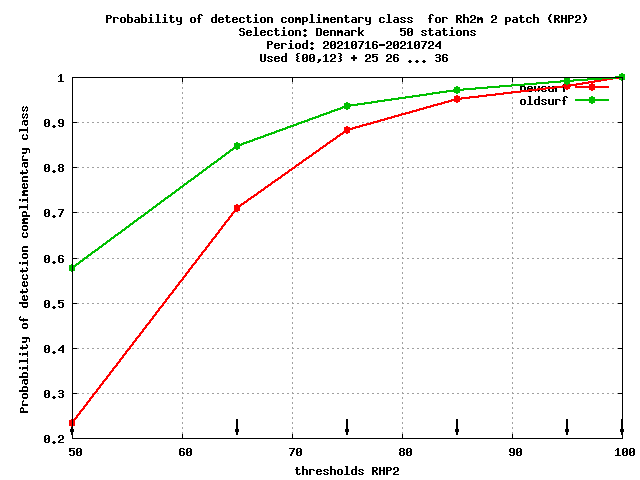 Probability of detection complimentary class  for Rh2m 2 patch (RHP2)
Selection: Denmark     50 stations
Period: 20210716-20210724
Used {00,12} + 25 26 ... 36
Probability of detection complimentary class
1
0.9
0.8
0.7
0.6
0.5
0.4
0.3
0.2
newsurf
oldsurf
50 60 70 80 90 100
thresholds RHP2